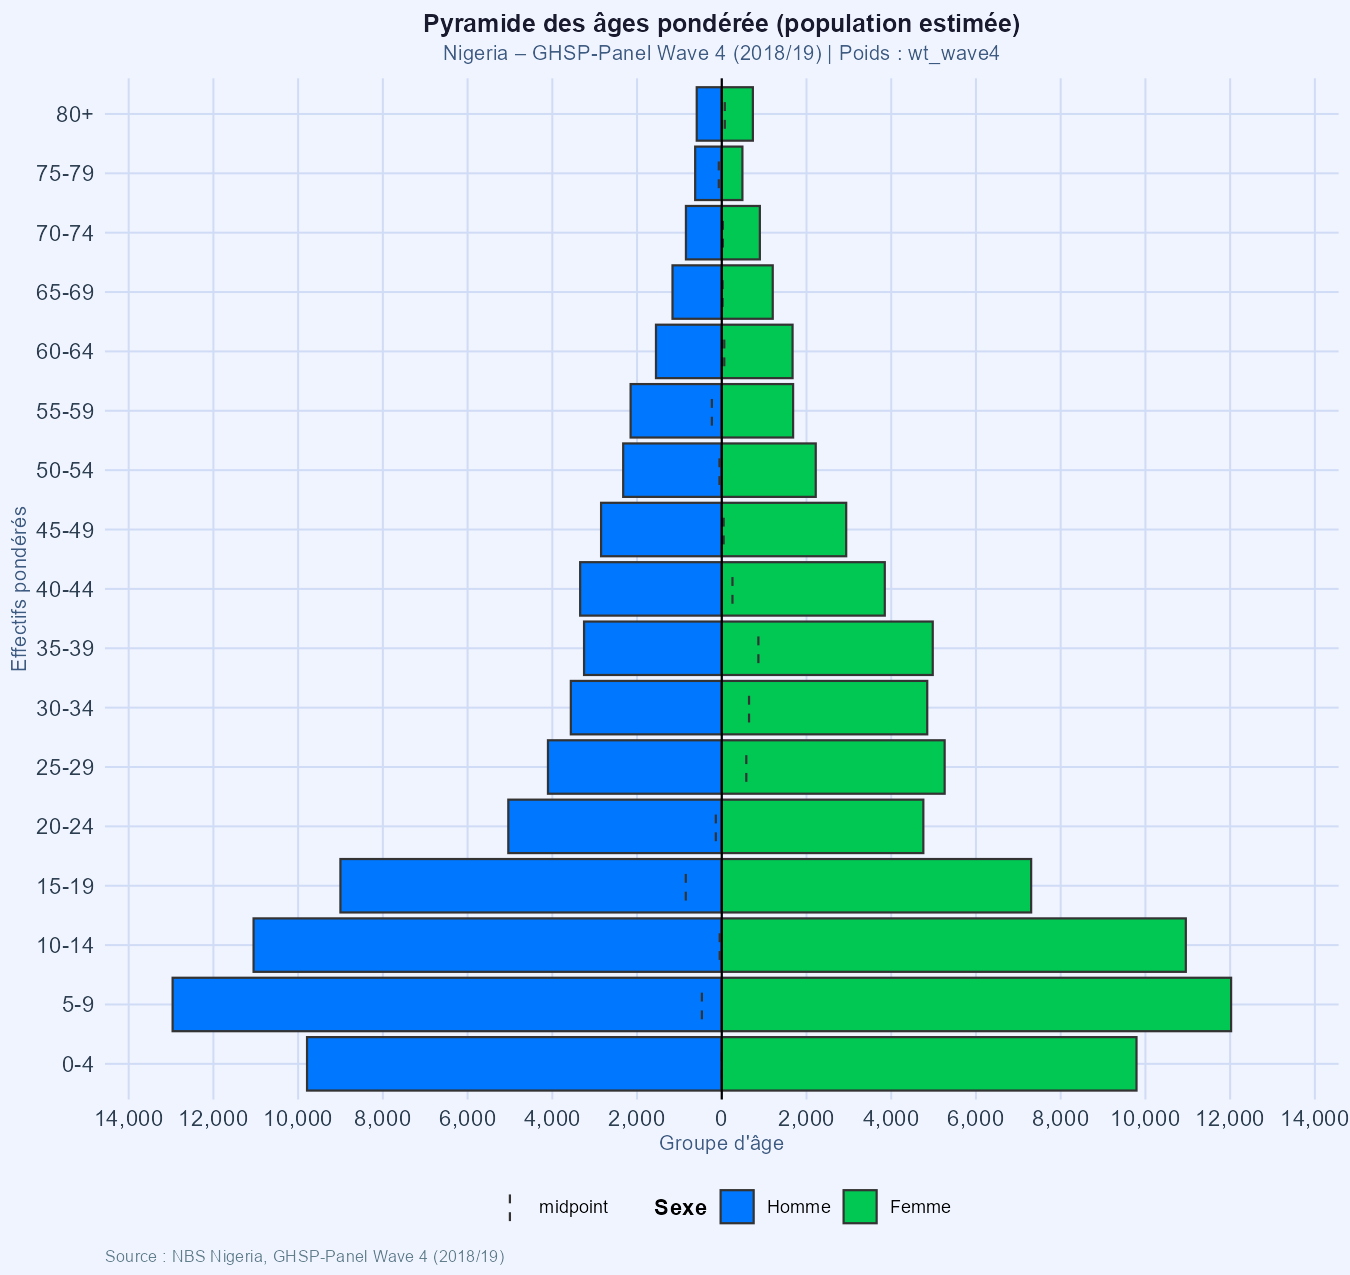 Pyramide des âges pondérée (population estimée)
Nigeria – GHSP-Panel Wave 4 (2018/19) | Poids : wt_wave4
80+
75-79
70-74
65-69
60-64
55-59
50-54
45-49
40-44
35-39
30-34
25-29
20-24
15-19
10-14
5-9
0-4
Effectifs pondérés
14,000 12,000 10,000 8,000 6,000 4,000 2,000 0 2,000 4,000 6,000 8,000 10,000 12,000 14,000
Groupe d'âge
midpoint Sexe Homme Femme
Source : NBS Nigeria, GHSP-Panel Wave 4 (2018/19)